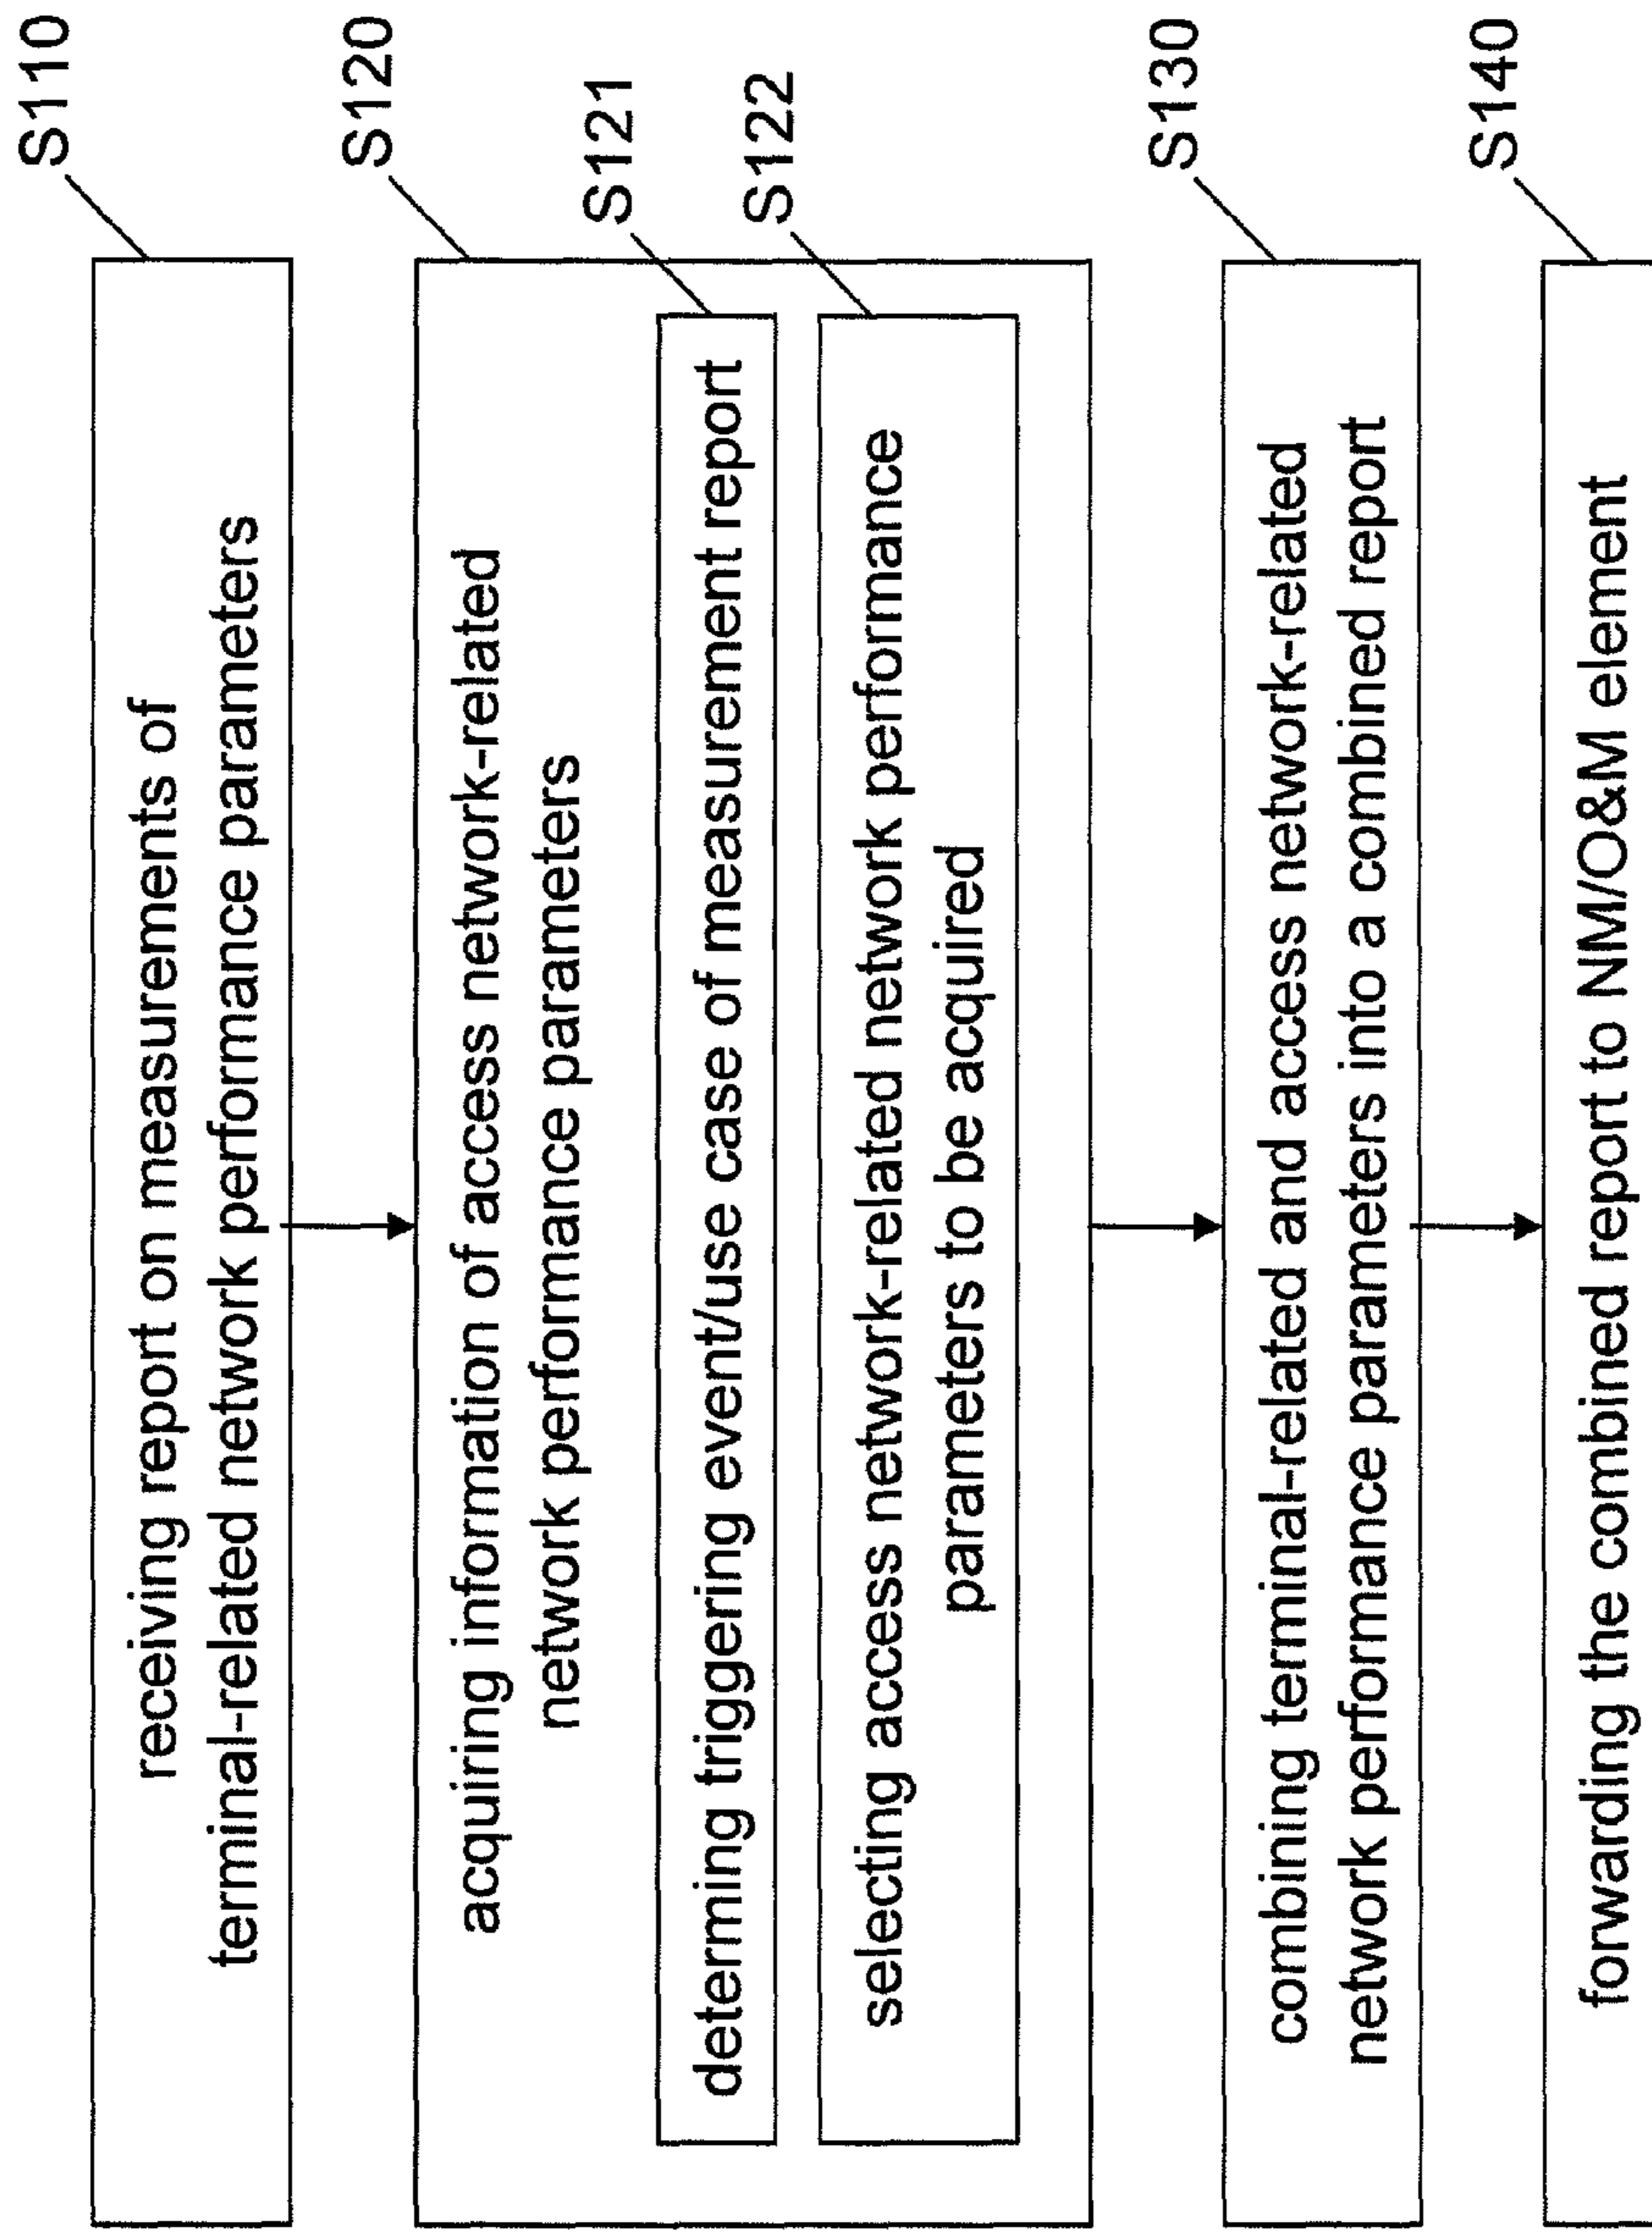 S110
receiving report on measurements of
terminal-related network performance parameters
S120
acquiring information of access network-related
network performance parameters
S121
determining triggering event/use case of measurement report
S122
selecting access network-related network performance
parameters to be acquired
S130
combining terminal-related and access network-related
network performance parameters into a combined report
S140
forwarding the combined report to NM/O&M element